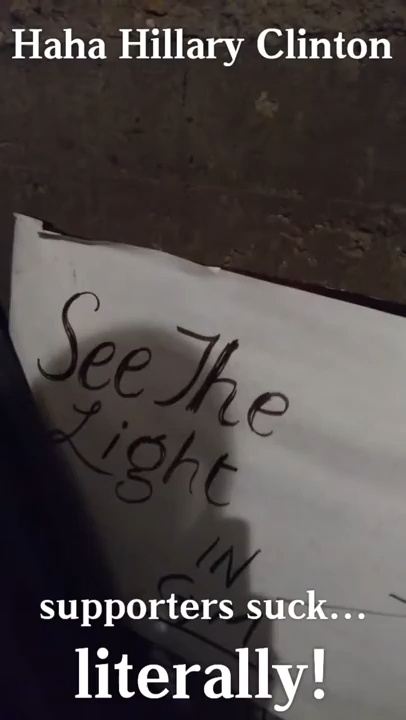 Haha Hillary Clinton
See The
Light
IN
supporters suck...
literally!